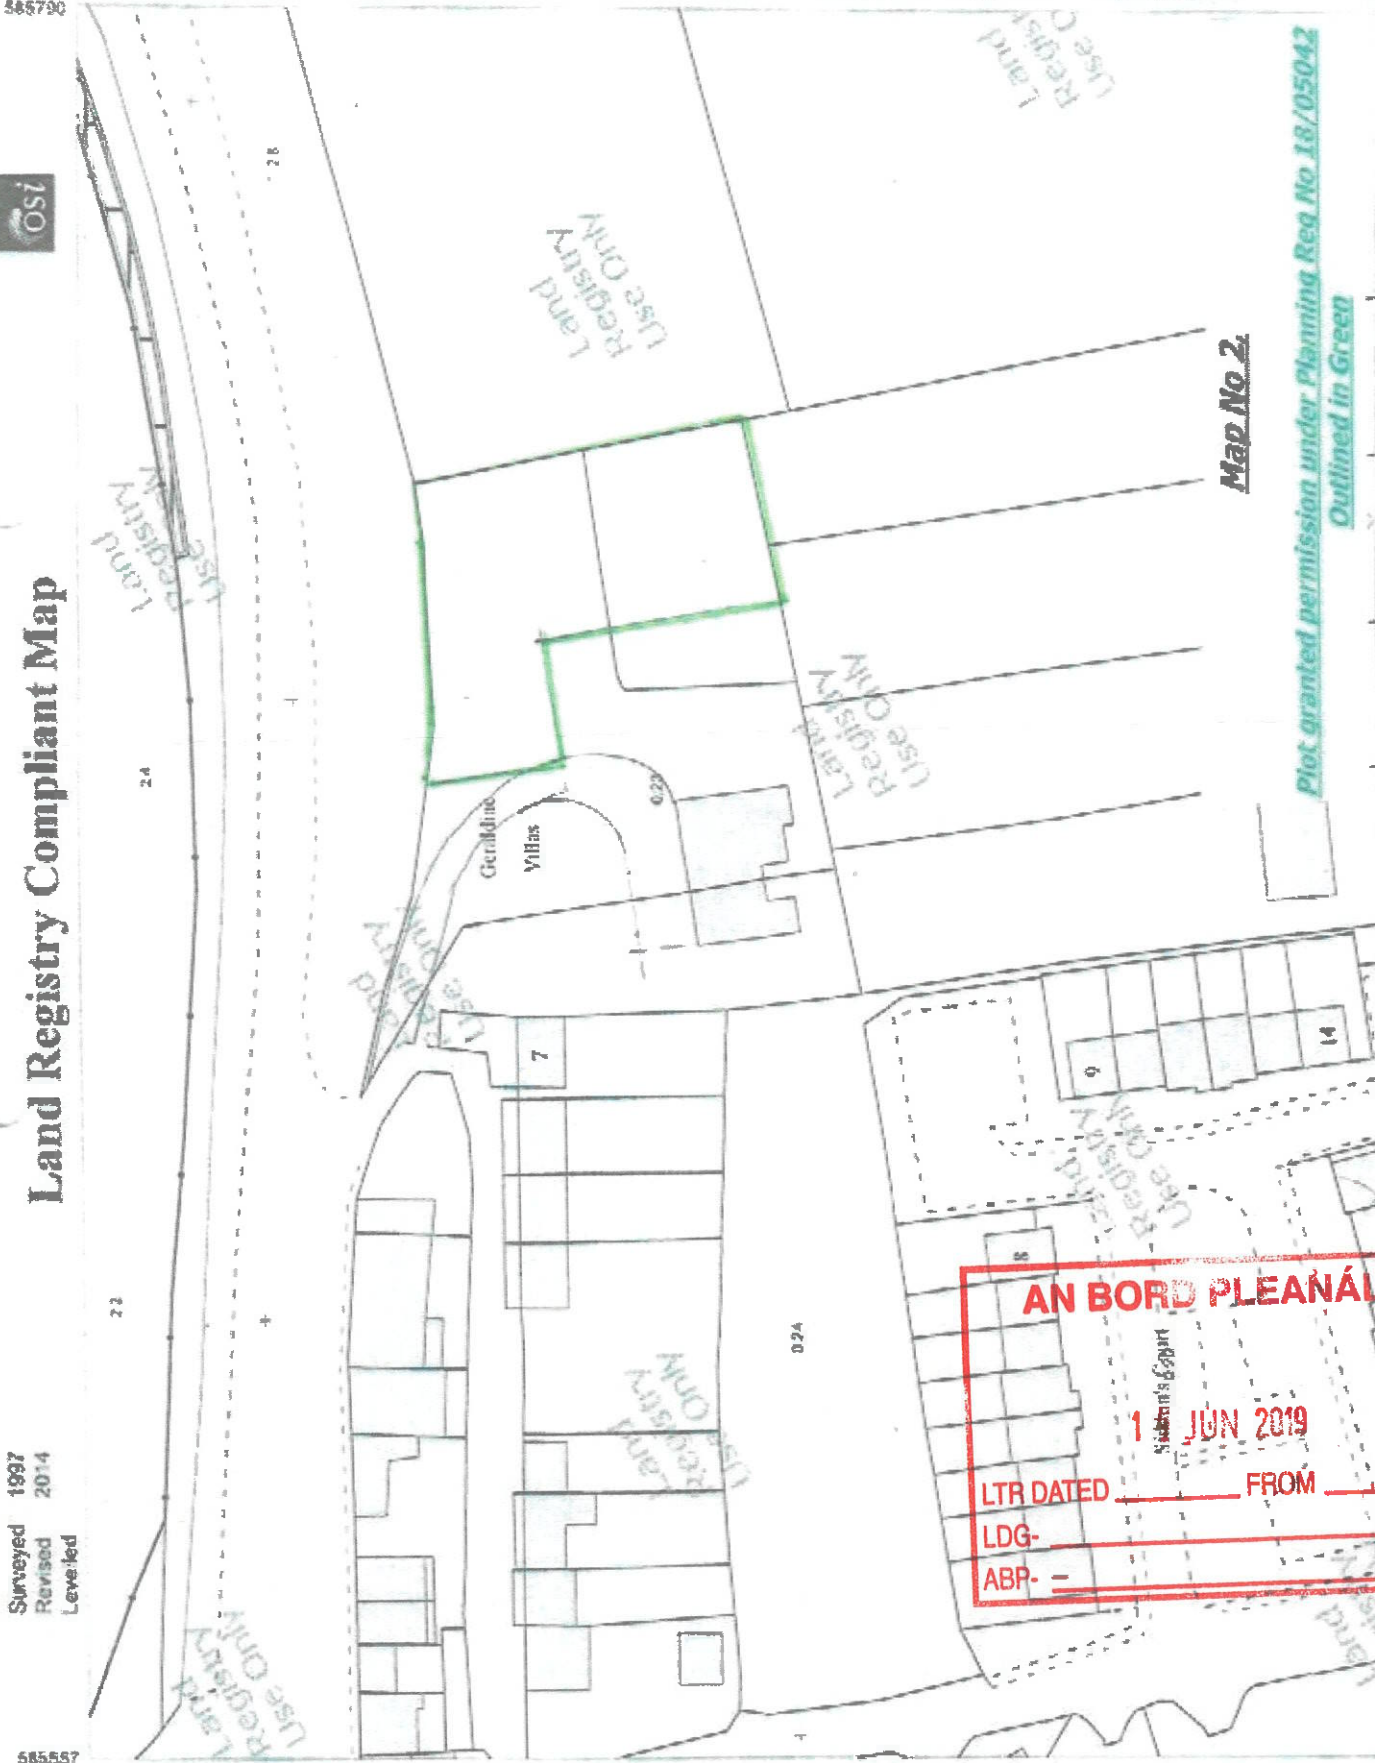 585790
osi
Land Registry Compliant Map
Surveyed 1997
Revised 2014
Levelled
585557
Land
Registry
Use Only
Land
Registry
Use
Land
Registry
Use Only
Land
Registry
Use Only
Land
Registry
Use Only
Land
Registry
Use Only
Land
Registry
Use Only
28
24
22
Geraldine
Villas
7
9
14
8
024
Map No 2.
Plot granted permission under Planning Reg No 18/05042
Outlined in Green
AN BORD PLEANÁL
JUN 2019
LTR DATED FROM
LDG-
ABP-